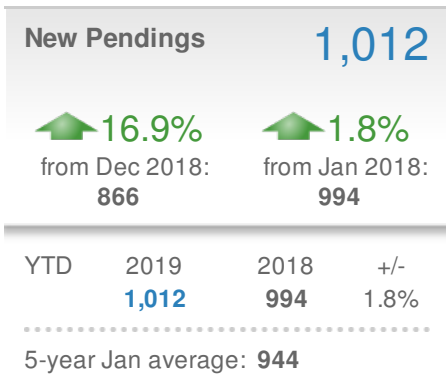 New Pendings 1,012
16.9% 1.8%
from Dec 2018: from Jan 2018:
866 994
YTD 2019 2018 +/-
1,012 994 1.8%
5-year Jan average: 944